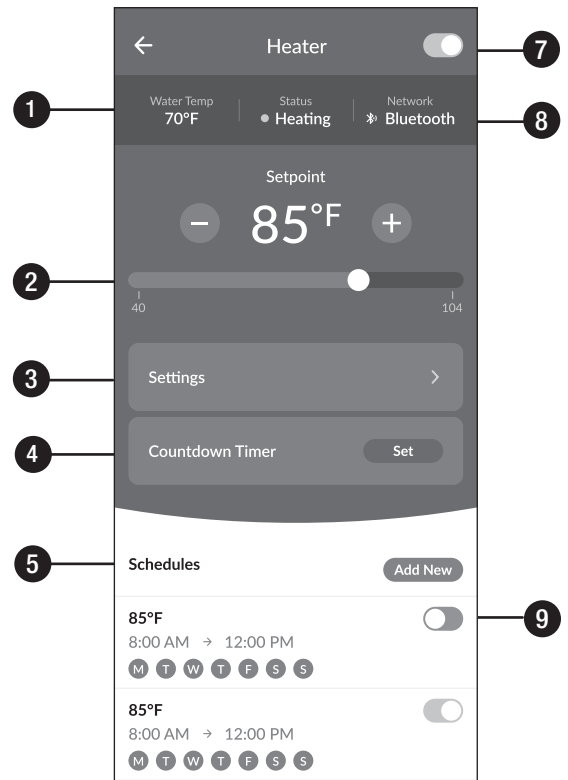 Heater
7
1
Water Temp Status Network
70°F Heating Bluetooth
8
Setpoint
− 85°F +
2
40 104
3
Settings
4
Countdown Timer Set
5
Schedules Add New
85°F
9
8:00 AM → 12:00 PM
M T W T F S S
85°F
8:00 AM → 12:00 PM
M T W T F S S